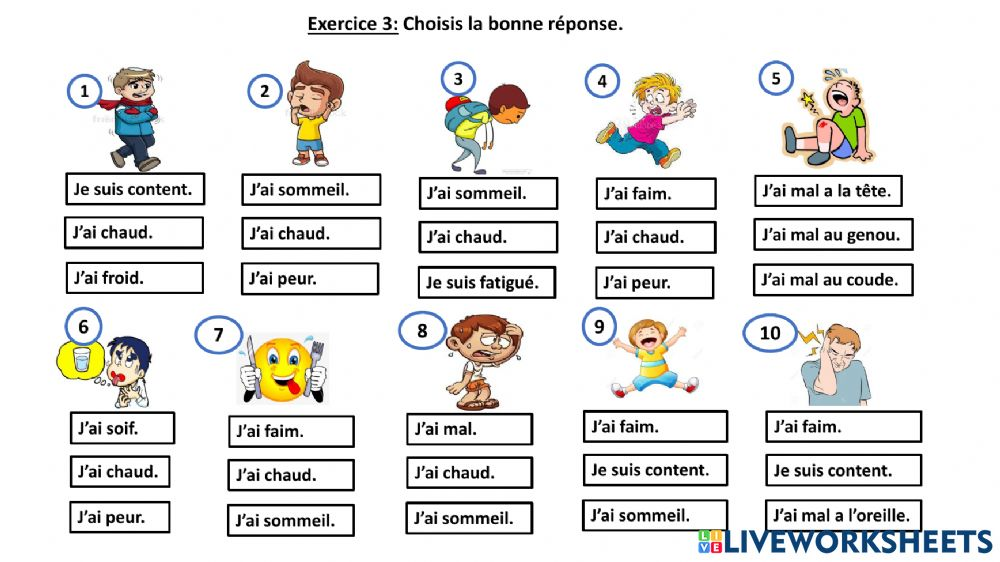 Exercice 3: Choisis la bonne réponse.
1
2
3
4
5
Je suis content.
J'ai chaud.
J'ai froid.
J'ai sommeil.
J'ai chaud.
J'ai peur.
J'ai sommeil.
J'ai chaud.
Je suis fatigué.
J'ai faim.
J'ai chaud.
J'ai peur.
J'ai mal a la tête.
J'ai mal au genou.
J'ai mal au coude.
6
7
8
9
10
J'ai soif.
J'ai chaud.
J'ai peur.
J'ai faim.
J'ai chaud.
J'ai sommeil.
J'ai mal.
J'ai chaud.
J'ai sommeil.
J'ai faim.
Je suis content.
J'ai sommeil.
J'ai faim.
Je suis content.
J'ai mal a l'oreille.
LIVE LIVEWORKSHEETS